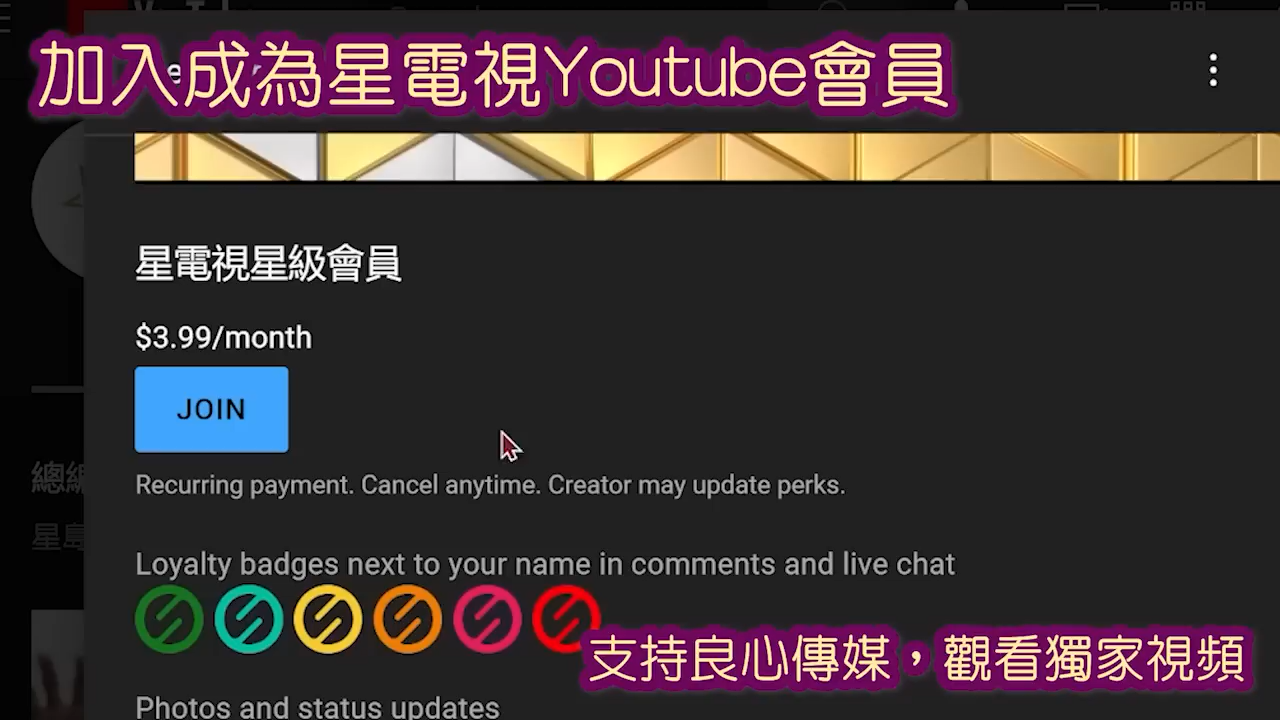 加入成為星電視Youtube會員
星電視星級會員
$3.99/month
JOIN
Recurring payment. Cancel anytime. Creator may update perks.
Loyalty badges next to your name in comments and live chat
支持良心傳媒，觀看獨家視頻
Photos and status updates